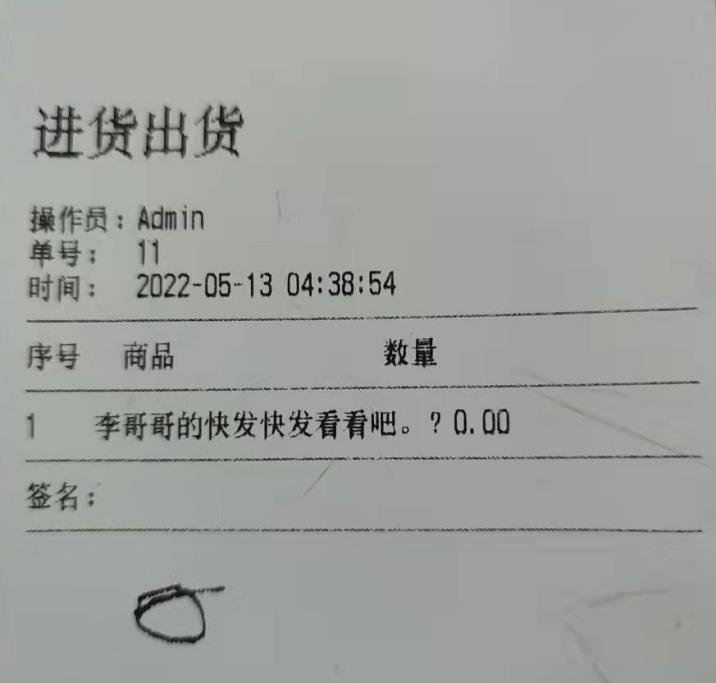 进货出货
操作员：Admin
单号： 11
时间： 2022-05-13 04:38:54
序号 商品 数量
1 李哥哥的快发快发看看吧。？0.00
签名：